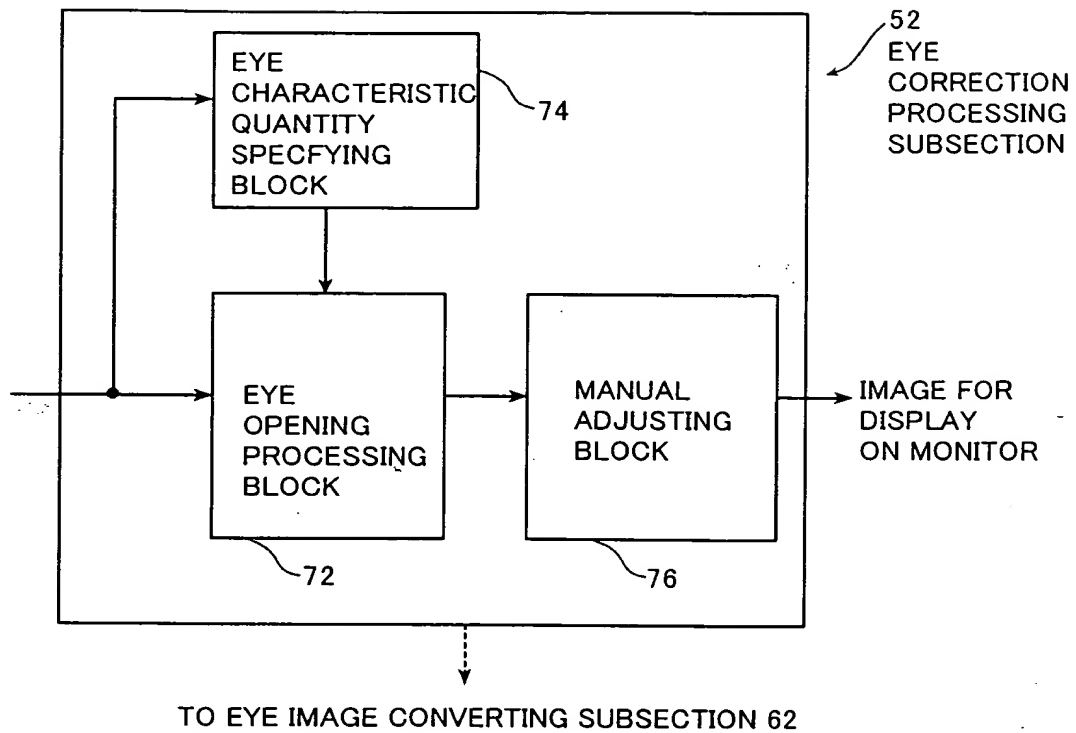 52
EYE
CORRECTION
PROCESSING
SUBSECTION
EYE
CHARACTERISTIC
QUANTITY
SPECFYING
BLOCK
74
EYE
OPENING
PROCESSING
BLOCK
72
MANUAL
ADJUSTING
BLOCK
76
IMAGE FOR
DISPLAY
ON MONITOR
TO EYE IMAGE CONVERTING SUBSECTION 62